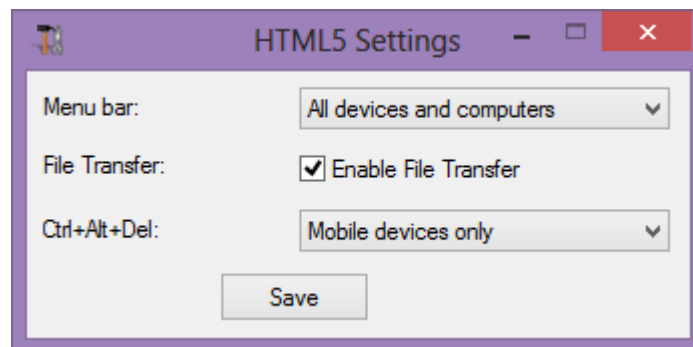 HTML5 Settings
Menu bar: All devices and computers
File Transfer: Enable File Transfer
Ctrl+Alt+Del: Mobile devices only
Save